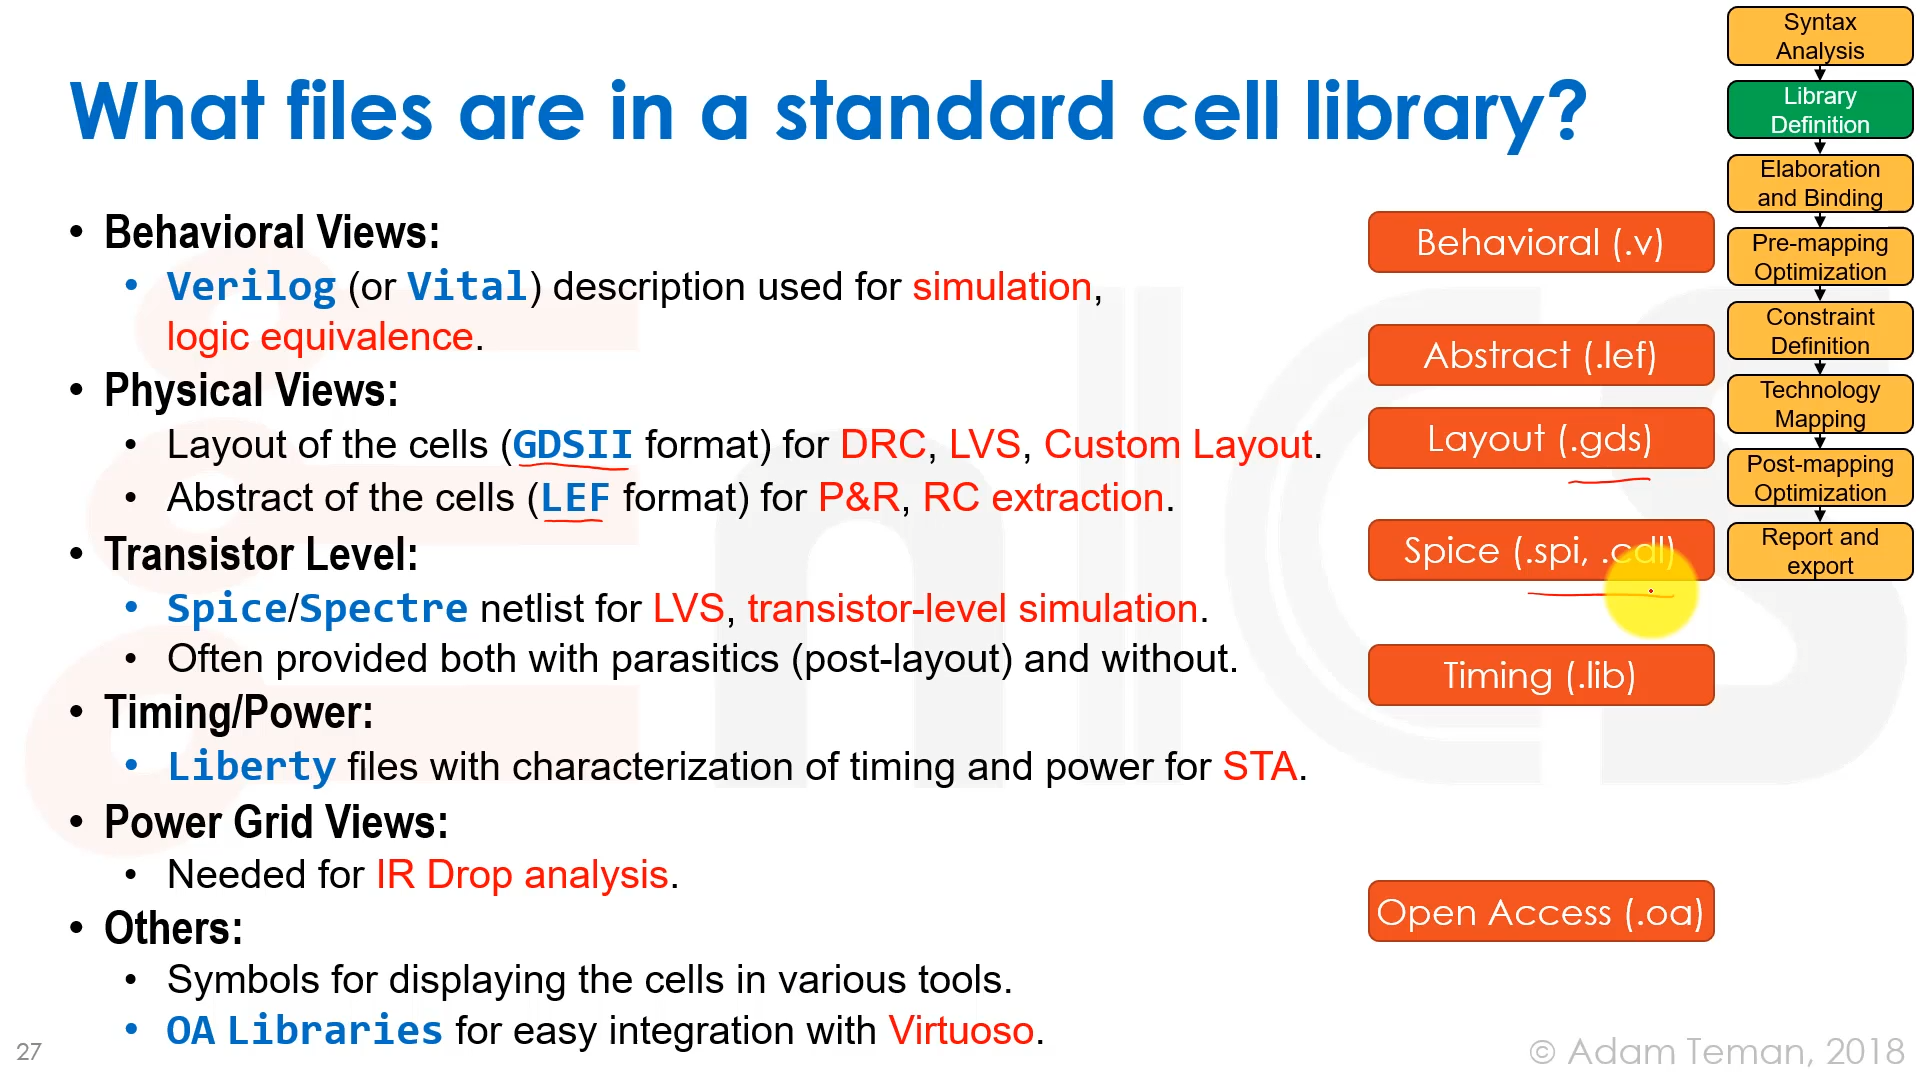 What files are in a standard cell library?
• Behavioral Views:
• Verilog (or Vital) description used for simulation,
logic equivalence.
• Physical Views:
• Layout of the cells (GDSII format) for DRC, LVS, Custom Layout.
• Abstract of the cells (LEF format) for P&R, RC extraction.
• Transistor Level:
• Spice/Spectre netlist for LVS, transistor-level simulation.
• Often provided both with parasitics (post-layout) and without.
• Timing/Power:
• Liberty files with characterization of timing and power for STA.
• Power Grid Views:
• Needed for IR Drop analysis.
• Others:
• Symbols for displaying the cells in various tools.
• OA Libraries for easy integration with Virtuoso.
Behavioral (.v)
Abstract (.lef)
Layout (.gds)
Spice (.spi, .cdl)
Timing (.lib)
Open Access (.oa)
Syntax
Analysis
Library
Definition
Elaboration
and Binding
Pre-mapping
Optimization
Constraint
Definition
Technology
Mapping
Post-mapping
Optimization
Report and
export
27
© Adam Teman, 2018
EnICS